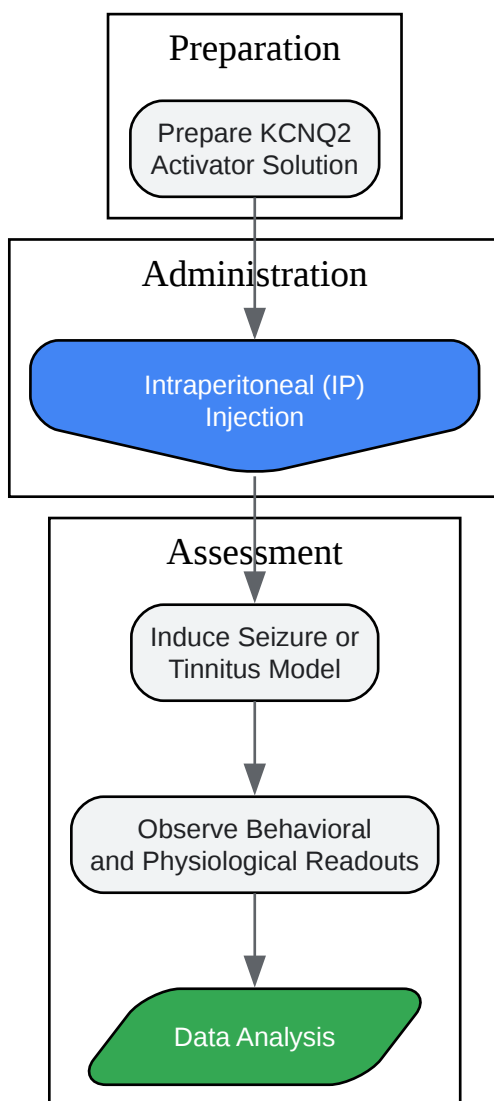 Preparation
Prepare KCNQ2
Activator Solution
Administration
Intraperitoneal (IP)
Injection
Assessment
Induce Seizure or
Tinnitus Model
Observe Behavioral
and Physiological Readouts
Data Analysis